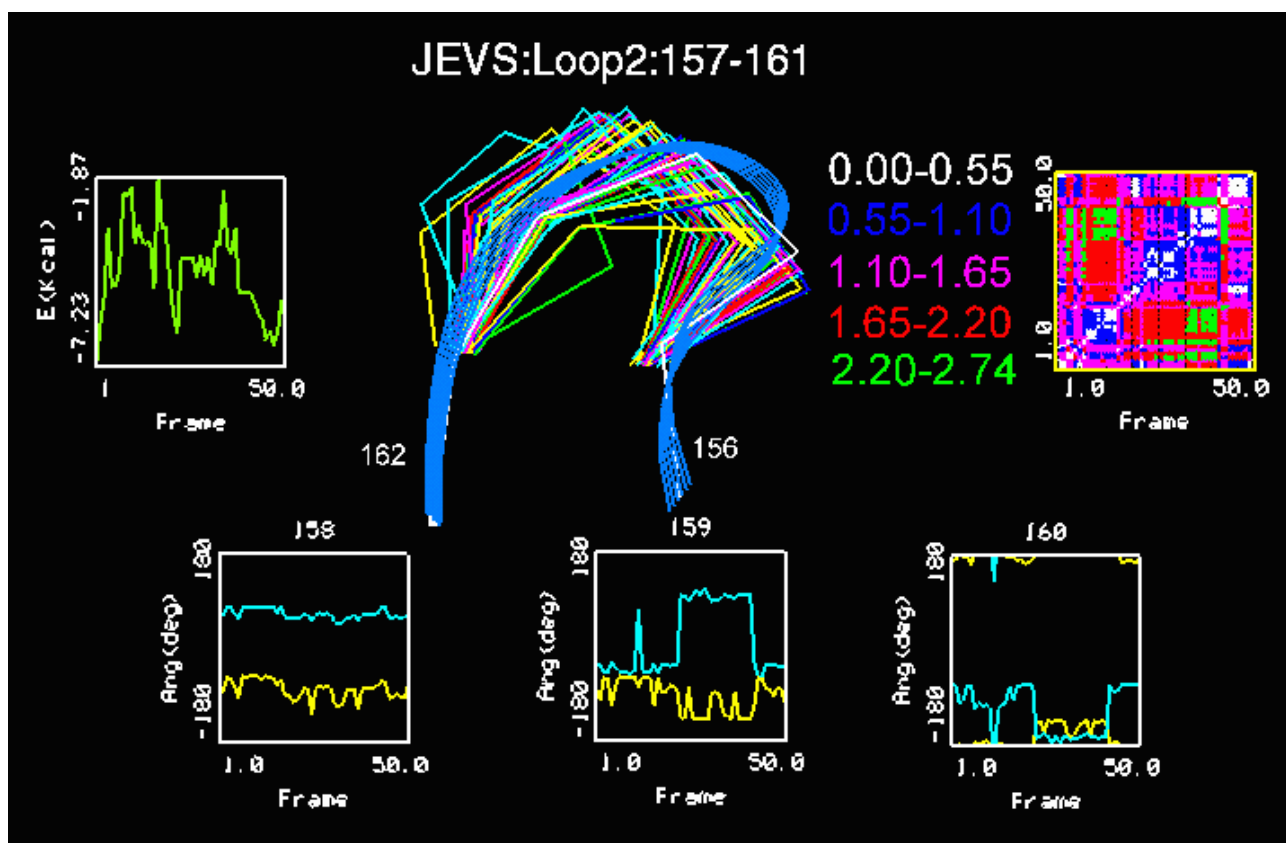 JEVS:Loop2:157-161
-1.87
-7.23
E(Kcal)
1 50.0
Frame
0.00-0.55
0.55-1.10
1.10-1.65
1.65-2.20
2.20-2.74
50.0
1.0
1.0 50.0
Frame
162
156
158
180
-180
Ang(deg)
1.0 50.0
Frame
159
180
-180
Ang(deg)
1.0 50.0
Frame
160
180
-180
Ang(deg)
1.0 50.0
Frame